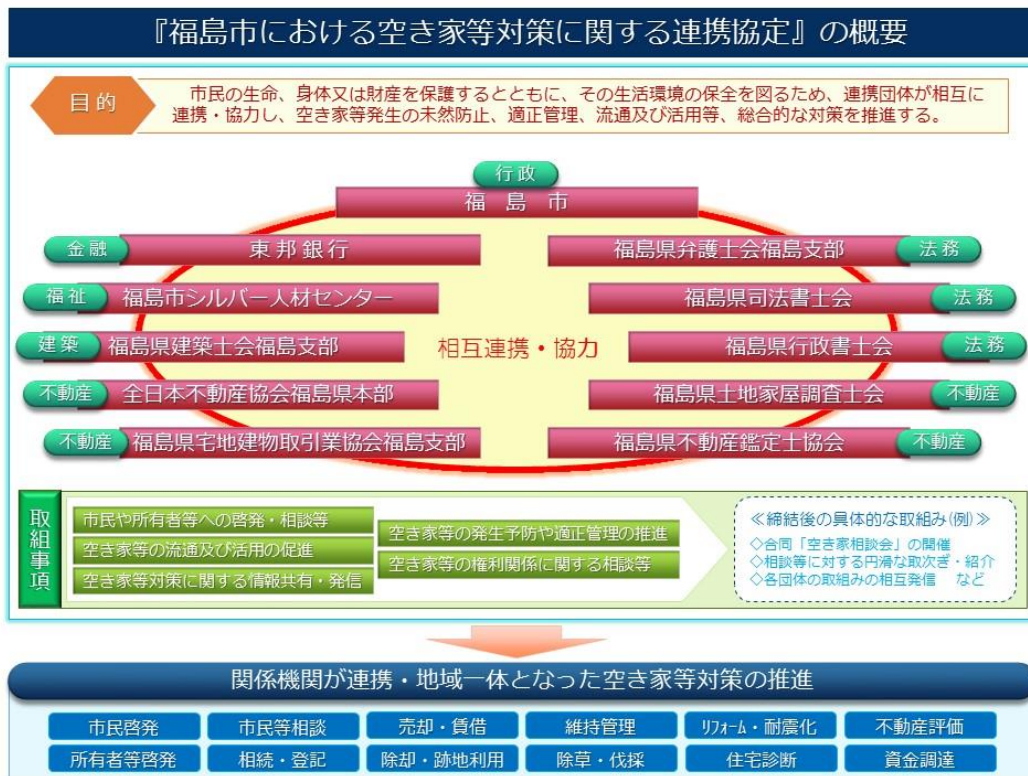 『福島市における空き家等対策に関する連携協定』の概要
目的
市民の生命、身体又は財産を保護するとともに、その生活環境の保全を図るため、連携団体が相互に
連携・協力し、空き家等発生の未然防止、適正管理、流通及び活用等、総合的な対策を推進する。
行政
福島市
金融
東邦銀行
福島県弁護士会福島支部
法務
福祉
福島市シルバー人材センター
福島県司法書士会
法務
建築
福島県建築士会福島支部
相互連携・協力
福島県行政書士会
法務
不動産
全日本不動産協会福島県本部
福島県土地家屋調査士会
不動産
不動産
福島県宅地建物取引業協会福島支部
福島県不動産鑑定士協会
不動産
取組事項
市民や所有者等への啓発・相談等
空き家等の流通及び活用の促進
空き家等対策に関する情報共有・発信
空き家等の発生予防や適正管理の推進
空き家等の権利関係に関する相談等
≪締結後の具体的な取組み(例)≫
◇合同「空き家相談会」の開催
◇相談等に対する円滑な取次ぎ・紹介
◇各団体の取組みの相互発信 など
関係機関が連携・地域一体となった空き家等対策の推進
市民啓発
市民等相談
売却・賃借
維持管理
リフォーム・耐震化
不動産評価
所有者等啓発
相続・登記
除却・跡地利用
除草・伐採
住宅診断
資金調達